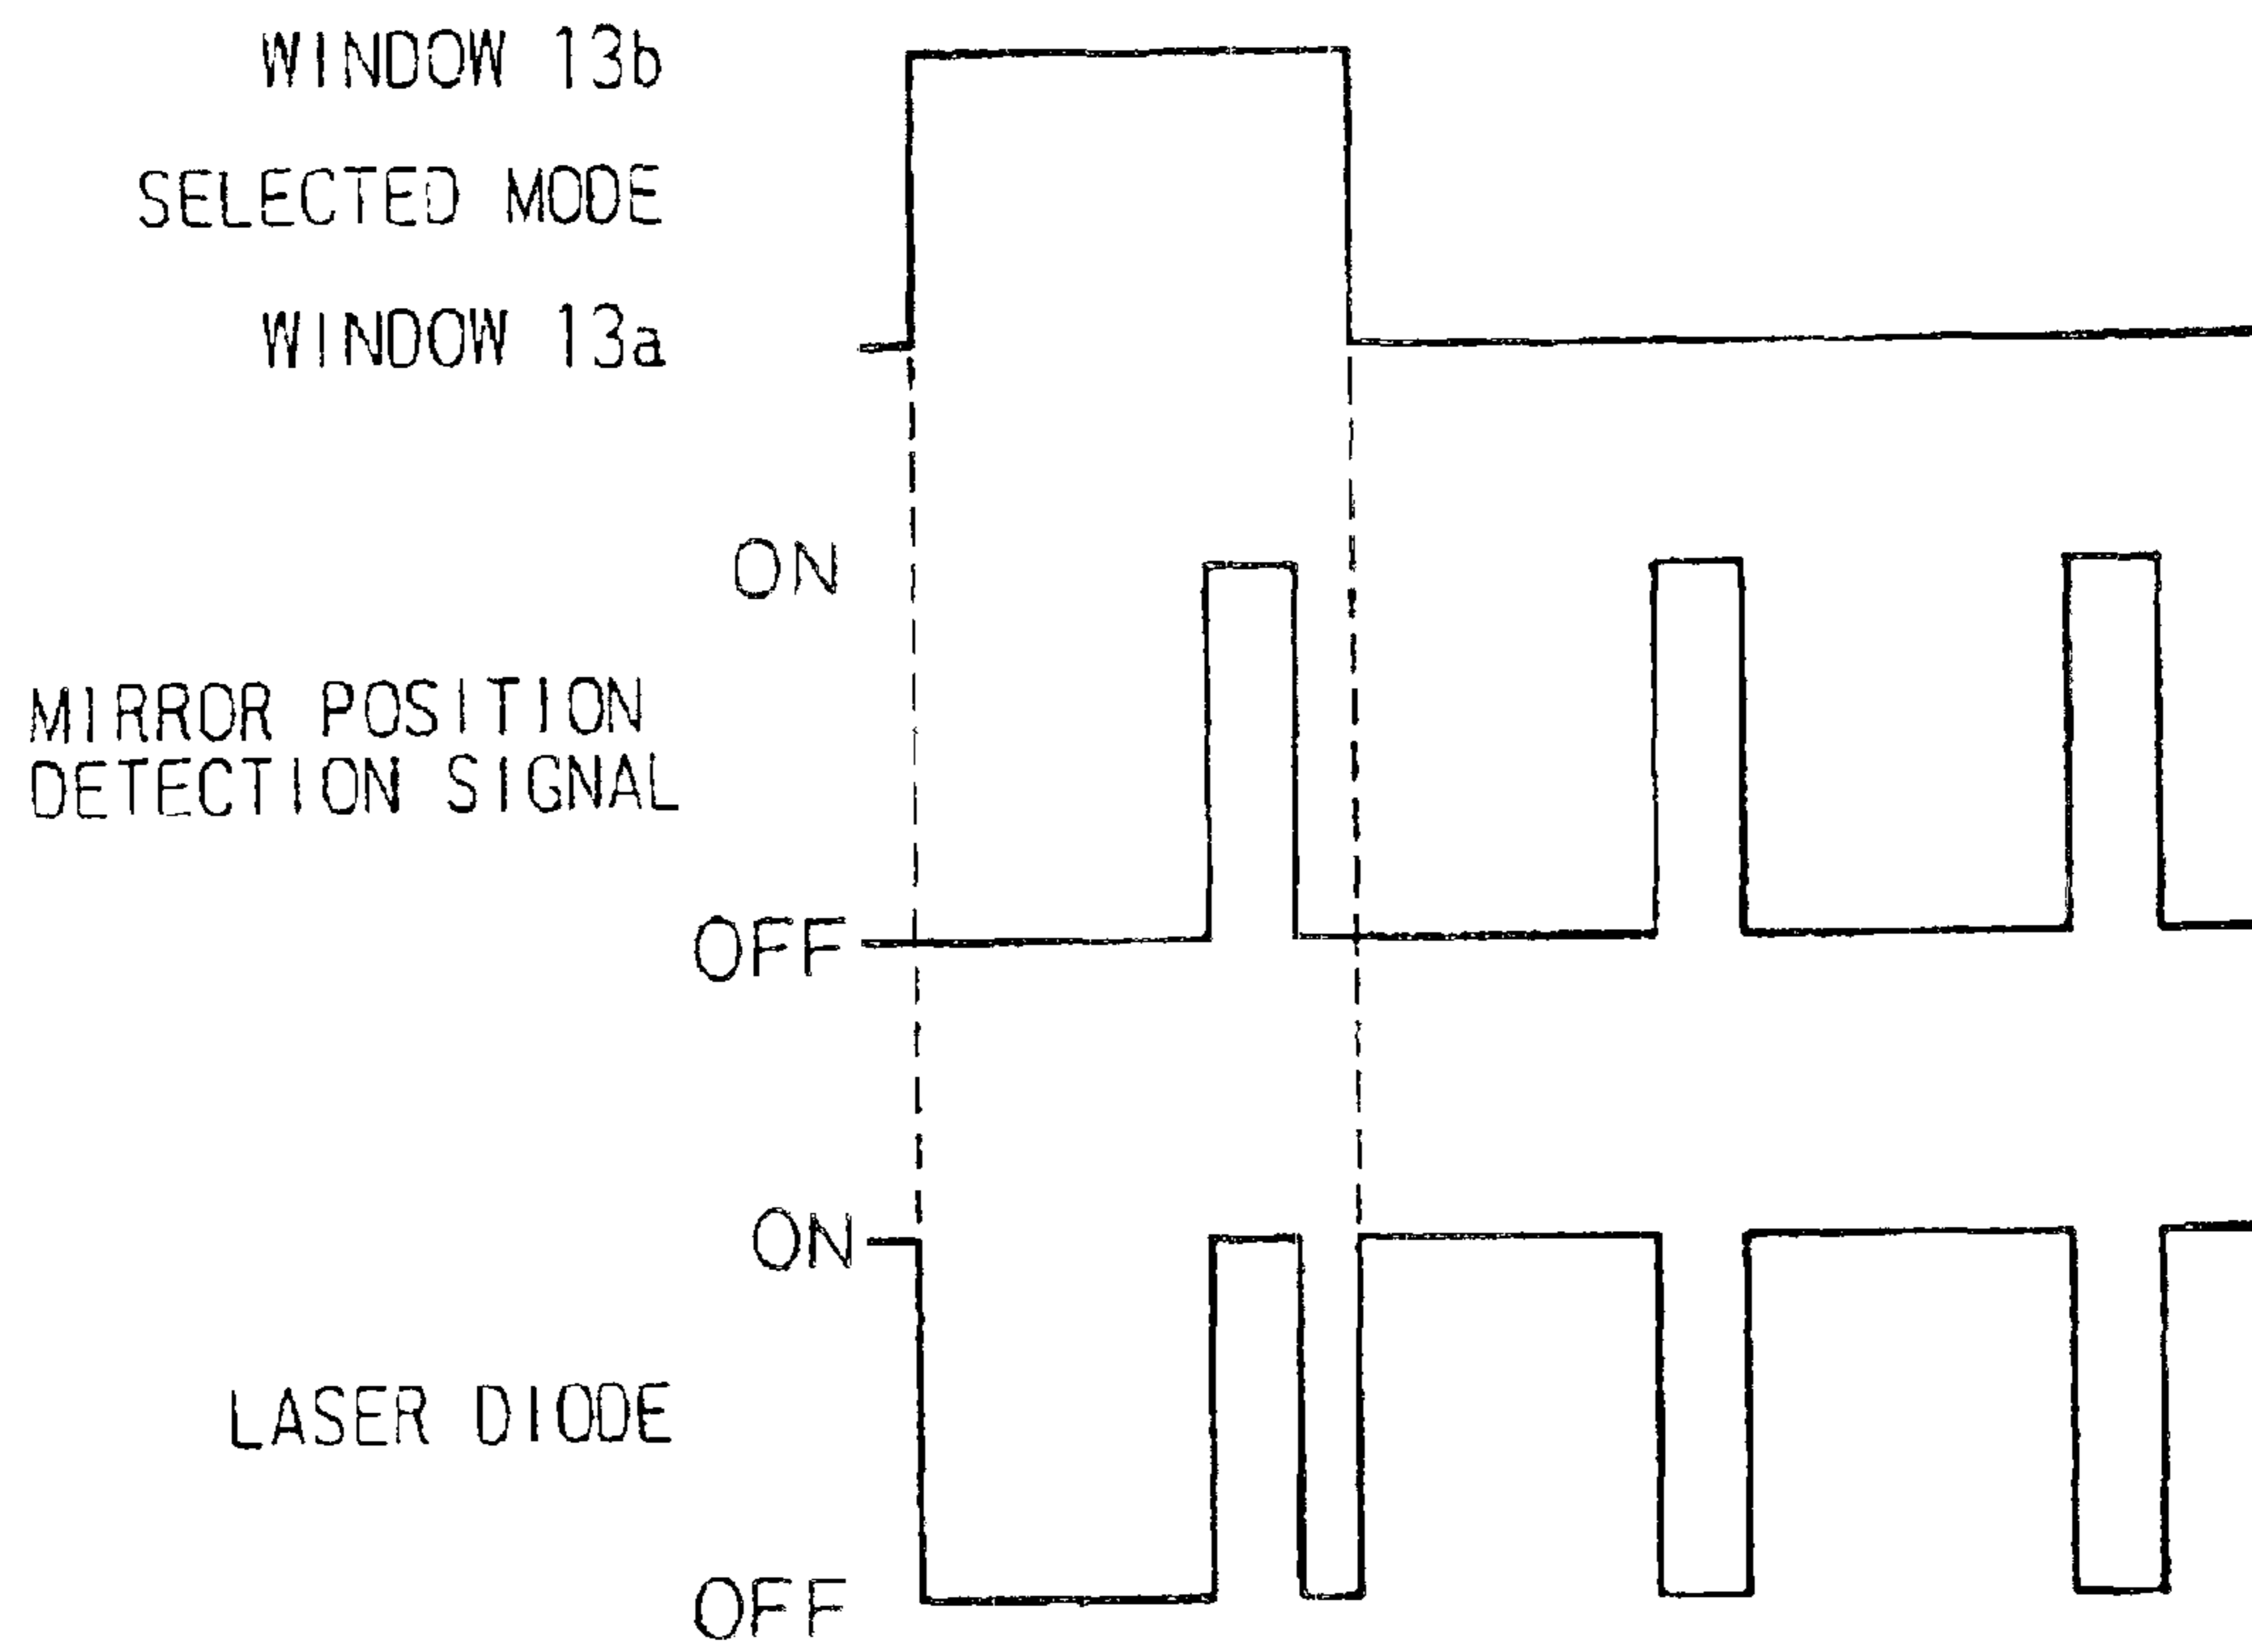 WINDOW 13b
SELECTED MODE
WINDOW 13a
ON
MIRROR POSITION
DETECTION SIGNAL
OFF
ON
LASER DIODE
OFF